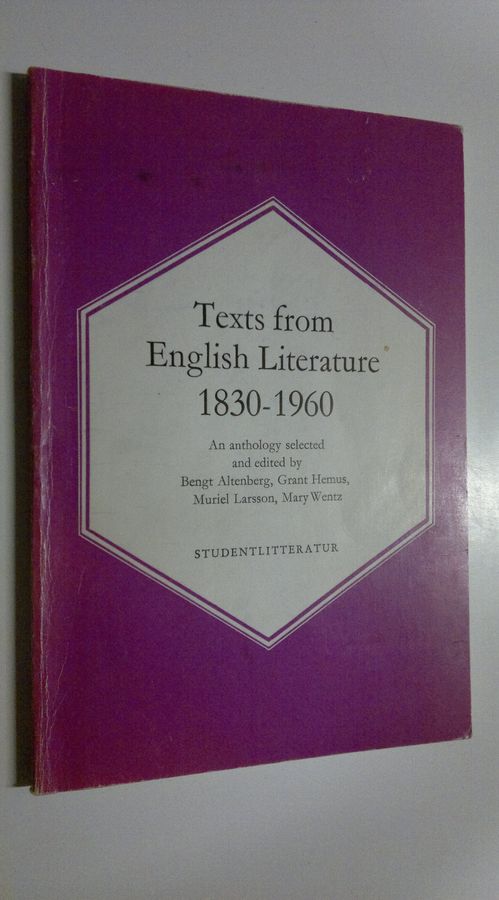 Texts from
English Literature
1830-1960
An anthology selected
and edited by
Bengt Altenberg, Grant Hemus,
Muriel Larsson, Mary Wentz
STUDENTLITTERATUR